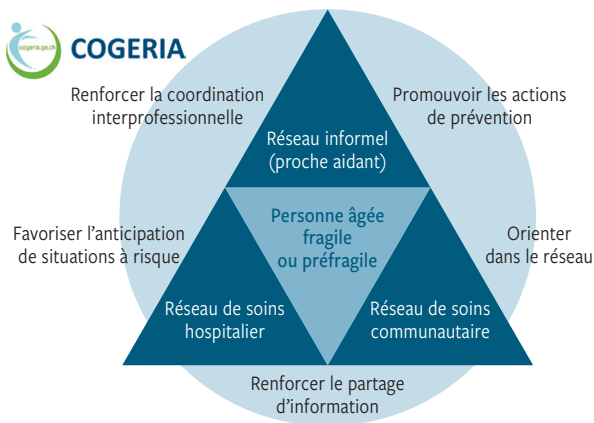 cogeria.ge.ch
COGERIA
Renforcer la coordination
interprofessionnelle
Promouvoir les actions
de prévention
Réseau informel
(proche aidant)
Personne âgée
fragile
ou préfragile
Favoriser l’anticipation
de situations à risque
Orienter
dans le réseau
Réseau de soins
hospitalier
Réseau de soins
communautaire
Renforcer le partage
d’information